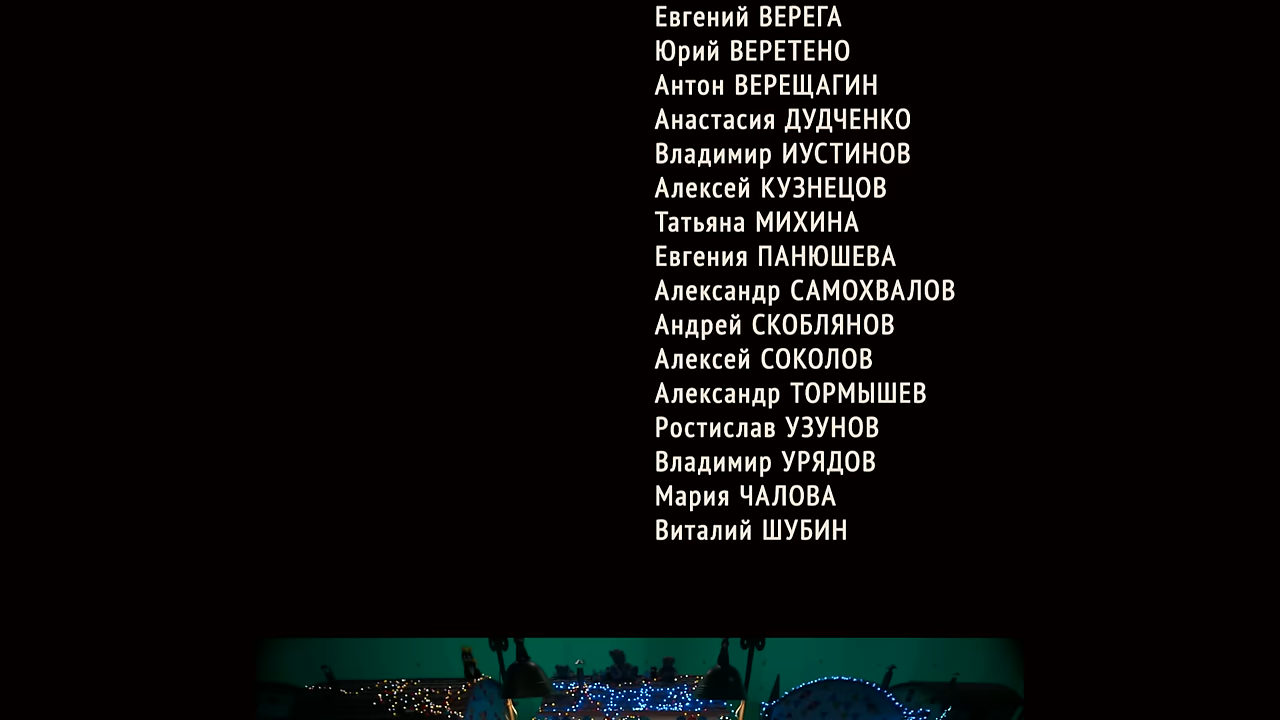 Евгений ВЕРЕГА
Юрий ВЕРЕТЕНО
Антон ВЕРЕЩАГИН
Анастасия ДУДЧЕНКО
Владимир ИУСТИНОВ
Алексей КУЗНЕЦОВ
Татьяна МИХИНА
Евгения ПАНЮШЕВА
Александр САМОХВАЛОВ
Андрей СКОБЛЯНОВ
Алексей СОКОЛОВ
Александр ТОРМЫШЕВ
Ростислав УЗУНОВ
Владимир УРЯДОВ
Мария ЧАЛОВА
Виталий ШУБИН